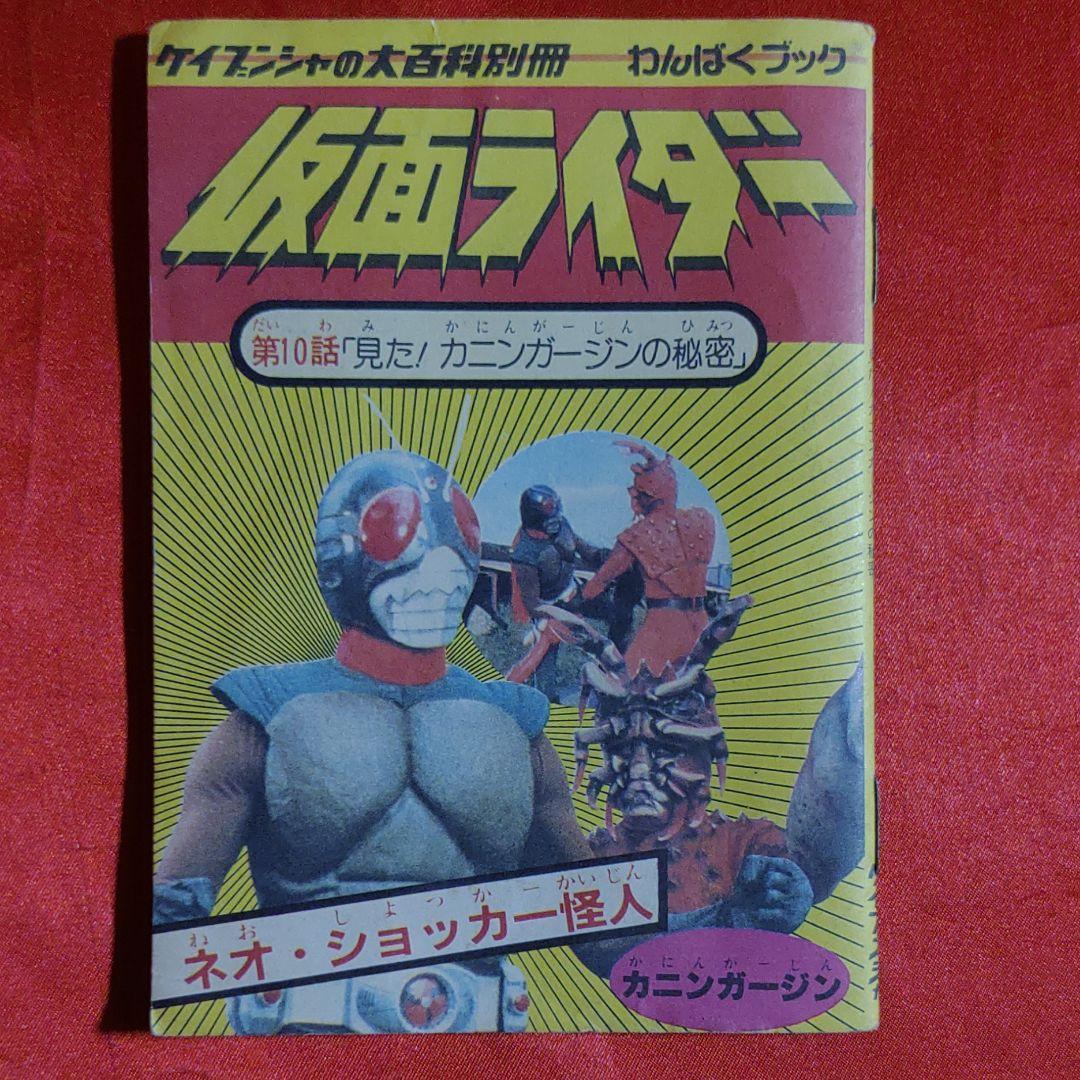 ケイブンシャの大百科別冊 わんぱくブック
仮面ライダー
だい わ み かにんがーじん ひみつ
第10話「見た！カニンガージンの秘密」
ねお しょっかーかいじん
ネオ・ショッカー怪人
かにんがーじん
カニンガージン